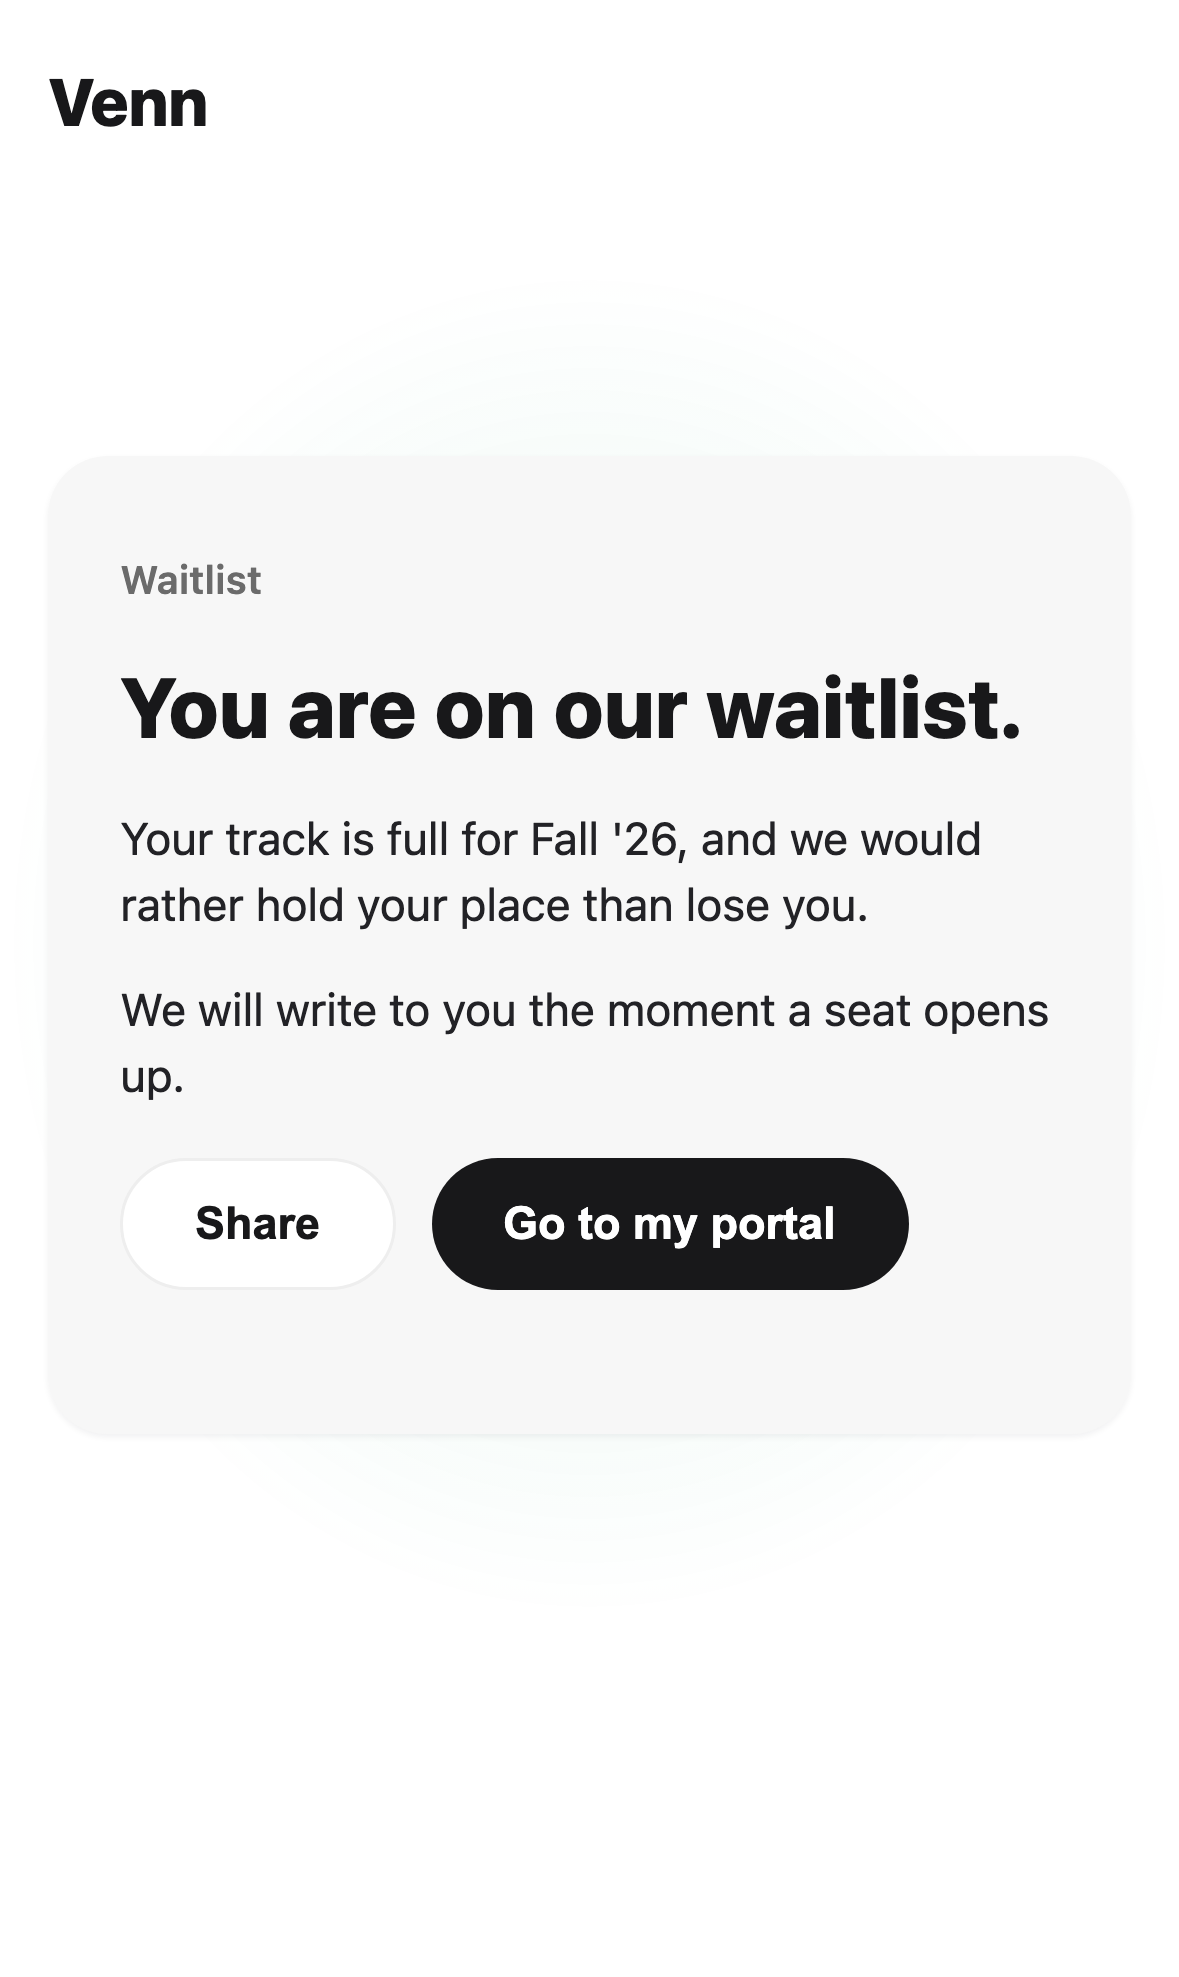 Venn
Waitlist
You are on our waitlist.
Your track is full for Fall '26, and we would
rather hold your place than lose you.
We will write to you the moment a seat opens
up.
Share
Go to my portal